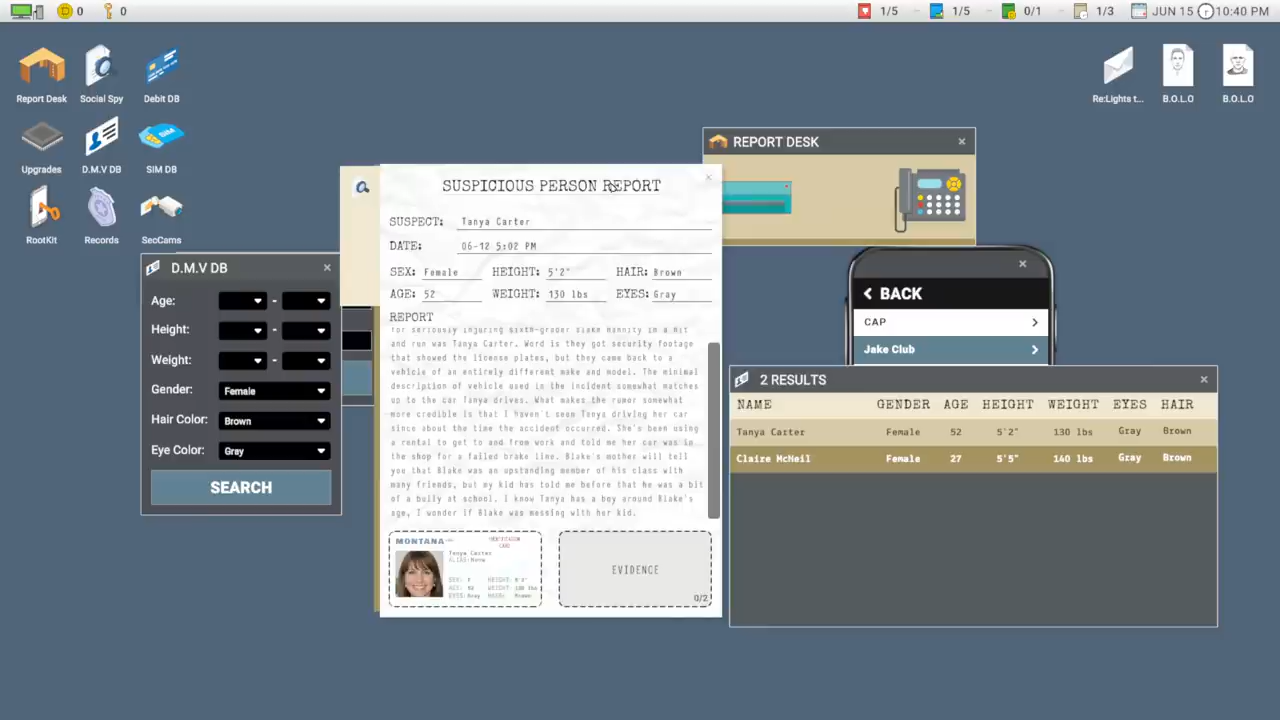 0
0
1/5
1/5
0/1
1/3
JUN 15
10:40 PM
Report Desk
Social Spy
Debit DB
Upgrades
D.M.V DB
SIM DB
RootKit
Records
SecCams
Re:Lights t...
B.O.L.O
B.O.L.O
REPORT DESK
SUSPICIOUS PERSON REPORT
SUSPECT: Tanya Carter
DATE: 06-12 5:02 PM
SEX: Female HEIGHT: 5'2" HAIR: Brown
AGE: 52 WEIGHT: 130 lbs EYES: Gray
REPORT
for seriously injuring sixth-grader Blake Hannity in a hit
and run was Tanya Carter. Word is they got security footage
that showed the license plates, but they came back to a
vehicle of an entirely different make and model. The minimal
description of vehicle used in the incident somewhat matches
up to the car Tanya drives. What makes the rumor somewhat
more credible is that I haven't seen Tanya driving her car
since about the time the accident occurred. She's been using
a rental to get to and from work and told me her car was in
the shop for a failed brake line. Blake's mother will tell
you that Blake was an upstanding member of his class with
many friends, but my kid has told me before that he was a bit
of a bully at school. I know Tanya has a boy around Blake's
age, I wonder if Blake was messing with her kid.
MONTANA
Tanya Carter
EVIDENCE
0/2
D.M.V DB
Age: -
Height: -
Weight: -
Gender: Female
Hair Color: Brown
Eye Color: Gray
SEARCH
BACK
CAP
Jake Club
2 RESULTS
NAME GENDER AGE HEIGHT WEIGHT EYES HAIR
Tanya Carter Female 52 5'2" 130 lbs Gray Brown
Claire McNeil Female 27 5'5" 140 lbs Gray Brown